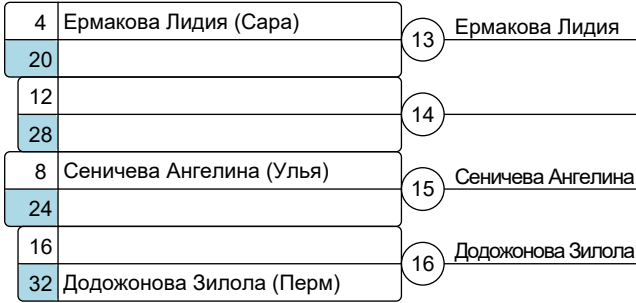 4 Ермакова Лидия (Сара)
13 Ермакова Лидия
20
12
14
28
8 Сеничева Ангелина (Улья)
15 Сеничева Ангелина
24
16
16 Додожонова Зилола
32 Додожонова Зилола (Перм)